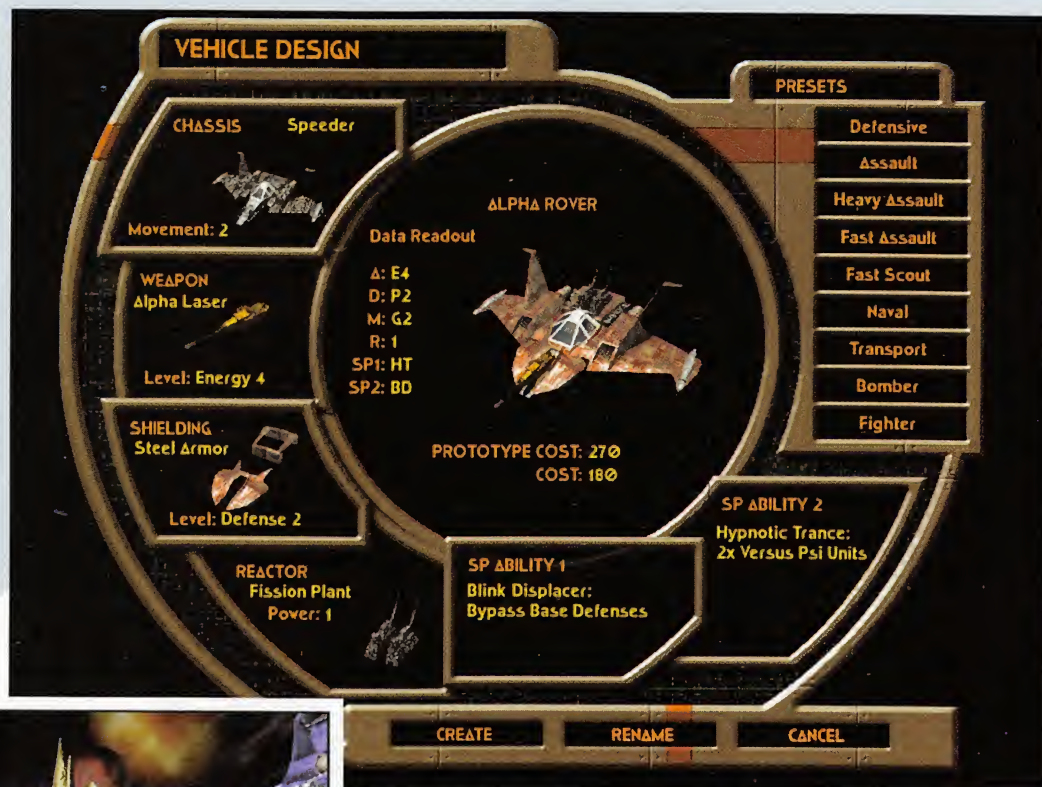 VEHICLE DESIGN
PRESETS
CHASSIS Speeder
Movement: 2
WEAPON
Alpha Laser
Level: Energy 4
SHIELDING
Steel Armor
Level: Defense 2
REACTOR
Fission Plant
Power: 1
ALPHA ROVER
Data Readout
A: E4
D: P2
M: G2
R: 1
SP1: HT
SP2: BD
PROTOTYPE COST: 270
COST: 180
SP ABILITY 1
Blink Displacer:
Bypass Base Defenses
SP ABILITY 2
Hypnotic Trance:
2x Versus Psi Units
Defensive
Assault
Heavy Assault
Fast Assault
Fast Scout
Naval
Transport
Bomber
Fighter
CREATE
RENAME
CANCEL